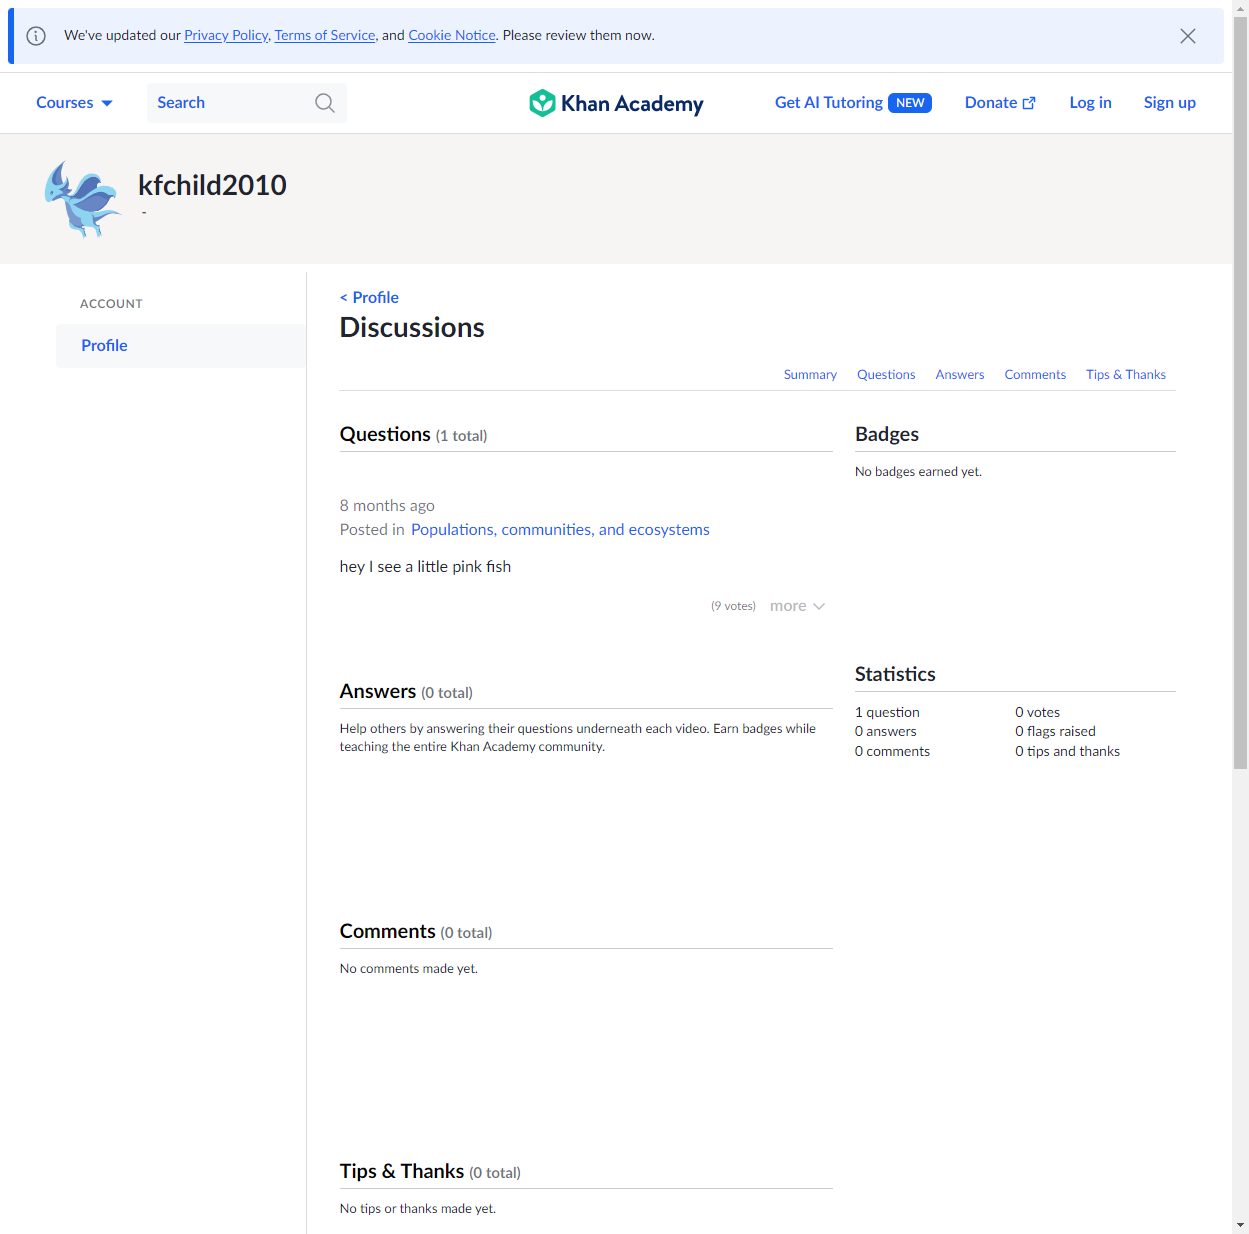 We've updated our Privacy Policy, Terms of Service, and Cookie Notice. Please review them now.
Courses
Search
Khan Academy
Get AI Tutoring NEW
Donate
Log in
Sign up
kfchild2010
-
ACCOUNT
Profile
< Profile
Discussions
Summary
Questions
Answers
Comments
Tips & Thanks
Questions (1 total)
8 months ago
Posted in Populations, communities, and ecosystems
hey I see a little pink fish
(9 votes)
more
Badges
No badges earned yet.
Answers (0 total)
Help others by answering their questions underneath each video. Earn badges while
teaching the entire Khan Academy community.
Statistics
1 question
0 votes
0 answers
0 flags raised
0 comments
0 tips and thanks
Comments (0 total)
No comments made yet.
Tips & Thanks (0 total)
No tips or thanks made yet.